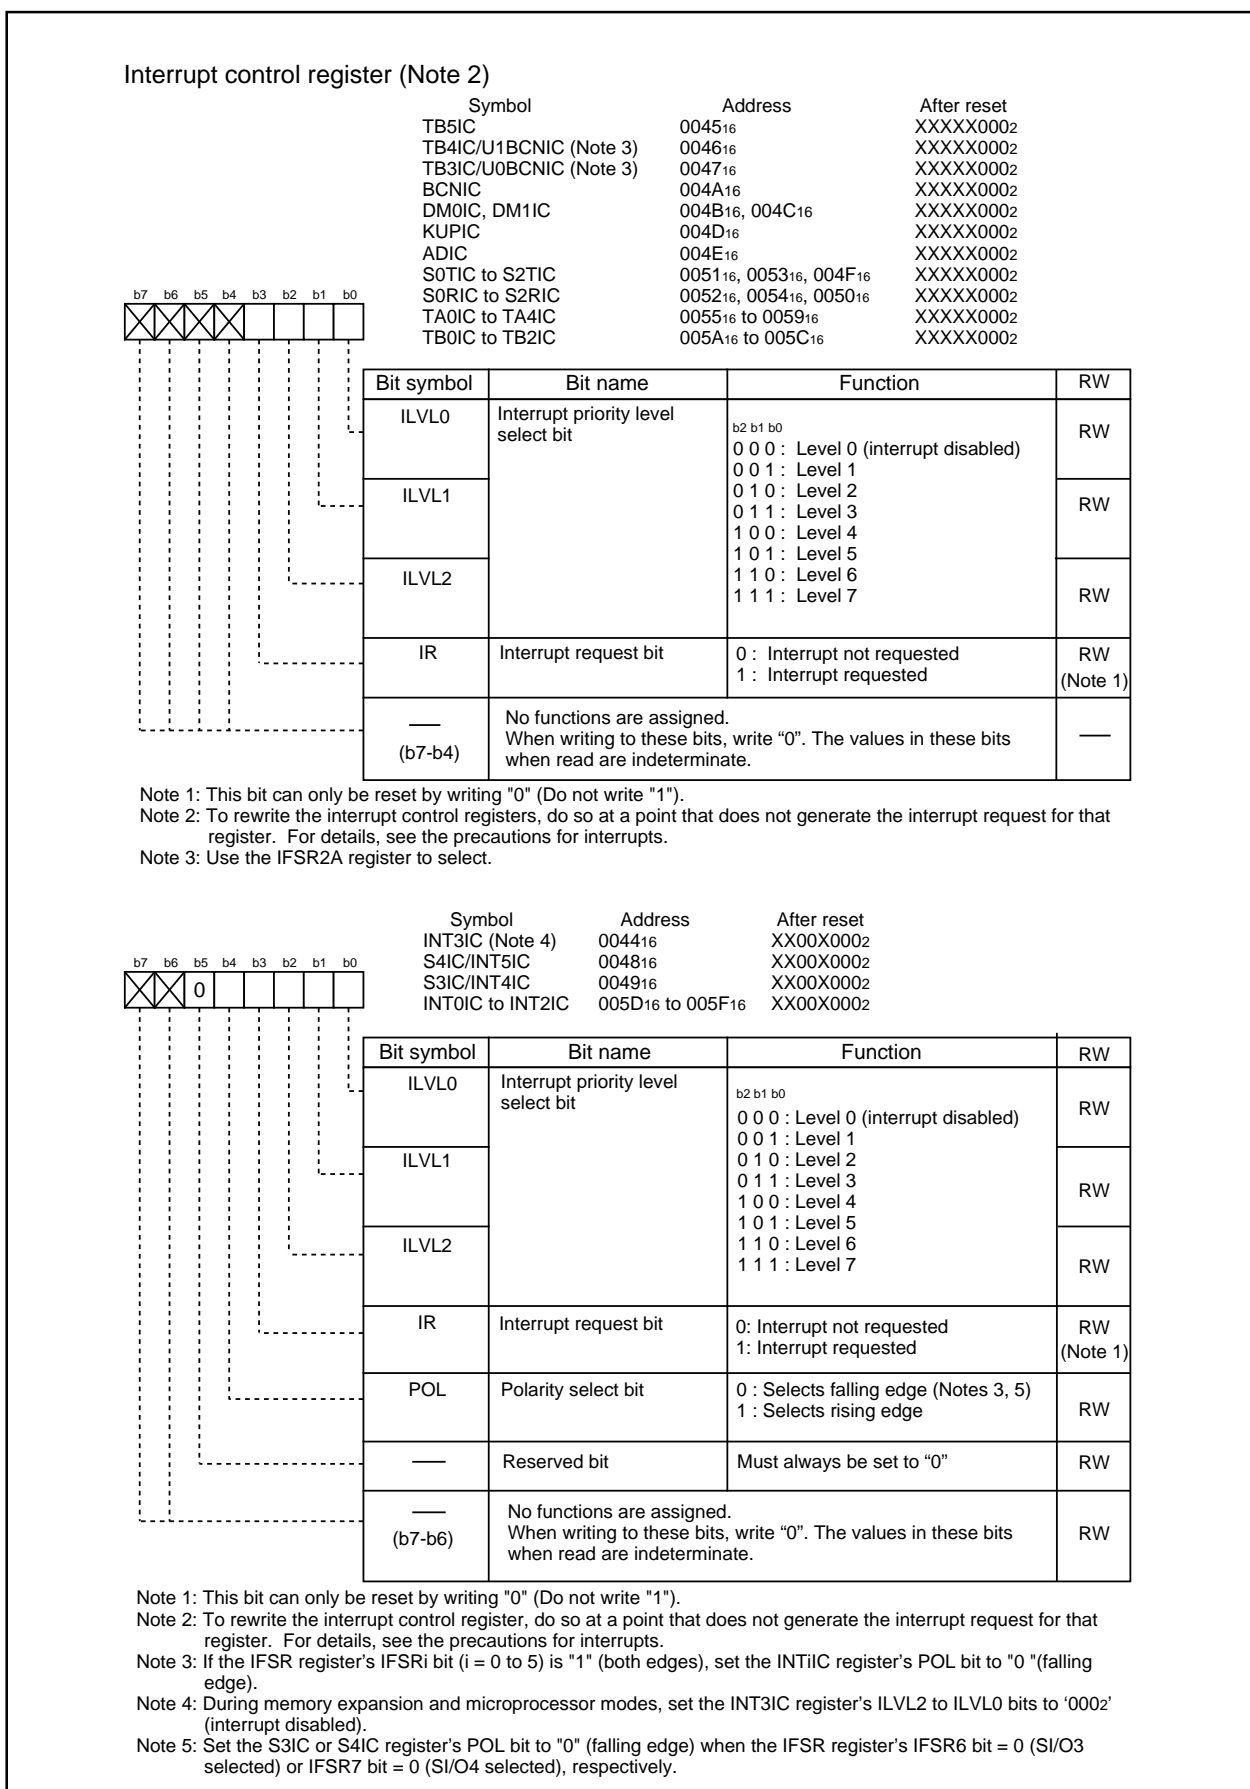 Interrupt control register (Note 2)
Symbol Address After reset
TB5IC 004516 XXXXX0002
TB4IC/U1BCNIC (Note 3) 004616 XXXXX0002
TB3IC/U0BCNIC (Note 3) 004716 XXXXX0002
BCNIC 004A16 XXXXX0002
DM0IC, DM1IC 004B16, 004C16 XXXXX0002
KUPIC 004D16 XXXXX0002
ADIC 004E16 XXXXX0002
S0TIC to S2TIC 005116, 005316, 004F16 XXXXX0002
S0RIC to S2RIC 005216, 005416, 005016 XXXXX0002
TA0IC to TA4IC 005516 to 005916 XXXXX0002
TB0IC to TB2IC 005A16 to 005C16 XXXXX0002
b7 b6 b5 b4 b3 b2 b1 b0
Bit symbol Bit name Function RW
ILVL0 Interrupt priority level
select bit
b2 b1 b0
RW
0 0 0 : Level 0 (interrupt disabled)
0 0 1 : Level 1
ILVL1 0 1 0 : Level 2
0 1 1 : Level 3 RW
1 0 0 : Level 4
1 0 1 : Level 5
ILVL2 1 1 0 : Level 6
1 1 1 : Level 7 RW
IR Interrupt request bit 0 : Interrupt not requested RW
1 : Interrupt requested (Note 1)
— No functions are assigned.
When writing to these bits, write “0”. The values in these bits —
(b7-b4) when read are indeterminate.
Note 1: This bit can only be reset by writing "0" (Do not write "1").
Note 2: To rewrite the interrupt control registers, do so at a point that does not generate the interrupt request for that
register. For details, see the precautions for interrupts.
Note 3: Use the IFSR2A register to select.
Symbol Address After reset
INT3IC (Note 4) 004416 XX00X0002
S4IC/INT5IC 004816 XX00X0002
S3IC/INT4IC 004916 XX00X0002
INT0IC to INT2IC 005D16 to 005F16 XX00X0002
b7 b6 b5 b4 b3 b2 b1 b0
0
Bit symbol Bit name Function RW
ILVL0 Interrupt priority level
select bit b2 b1 b0
RW
0 0 0 : Level 0 (interrupt disabled)
0 0 1 : Level 1
ILVL1 0 1 0 : Level 2
0 1 1 : Level 3
RW
1 0 0 : Level 4
1 0 1 : Level 5
ILVL2 1 1 0 : Level 6
1 1 1 : Level 7 RW
IR Interrupt request bit 0: Interrupt not requested RW
1: Interrupt requested (Note 1)
POL Polarity select bit 0 : Selects falling edge (Notes 3, 5)
1 : Selects rising edge RW
— Reserved bit Must always be set to “0” RW
— No functions are assigned.
(b7-b6) When writing to these bits, write “0”. The values in these bits RW
when read are indeterminate.
Note 1: This bit can only be reset by writing "0" (Do not write "1").
Note 2: To rewrite the interrupt control register, do so at a point that does not generate the interrupt request for that
register. For details, see the precautions for interrupts.
Note 3: If the IFSR register’s IFSRi bit (i = 0 to 5) is "1" (both edges), set the INTiIC register’s POL bit to "0 "(falling
edge).
Note 4: During memory expansion and microprocessor modes, set the INT3IC register’s ILVL2 to ILVL0 bits to ‘0002’
(interrupt disabled).
Note 5: Set the S3IC or S4IC register’s POL bit to "0" (falling edge) when the IFSR register’s IFSR6 bit = 0 (SI/O3
selected) or IFSR7 bit = 0 (SI/O4 selected), respectively.